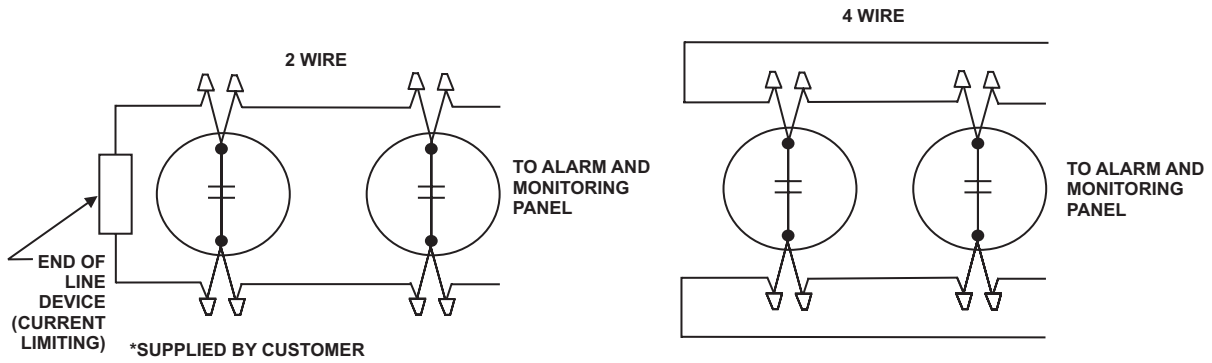 2 WIRE
TO ALARM AND
MONITORING
PANEL
END OF
LINE
DEVICE
(CURRENT
LIMITING)
*SUPPLIED BY CUSTOMER
4 WIRE
TO ALARM AND
MONITORING
PANEL